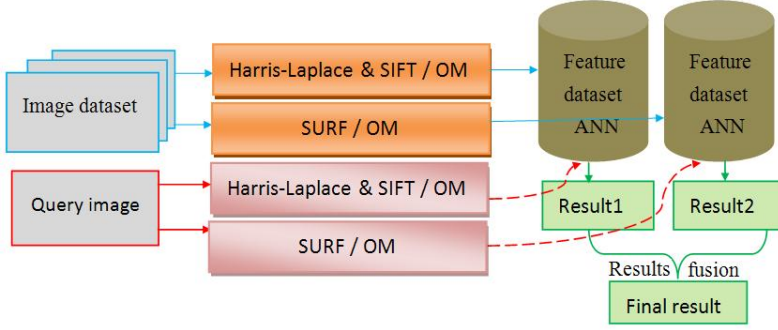 Image dataset
Harris-Laplace & SIFT / OM
SURF / OM
Feature
dataset
ANN
Feature
dataset
ANN
Query image
Harris-Laplace & SIFT / OM
SURF / OM
Result1
Result2
Results fusion
Final result